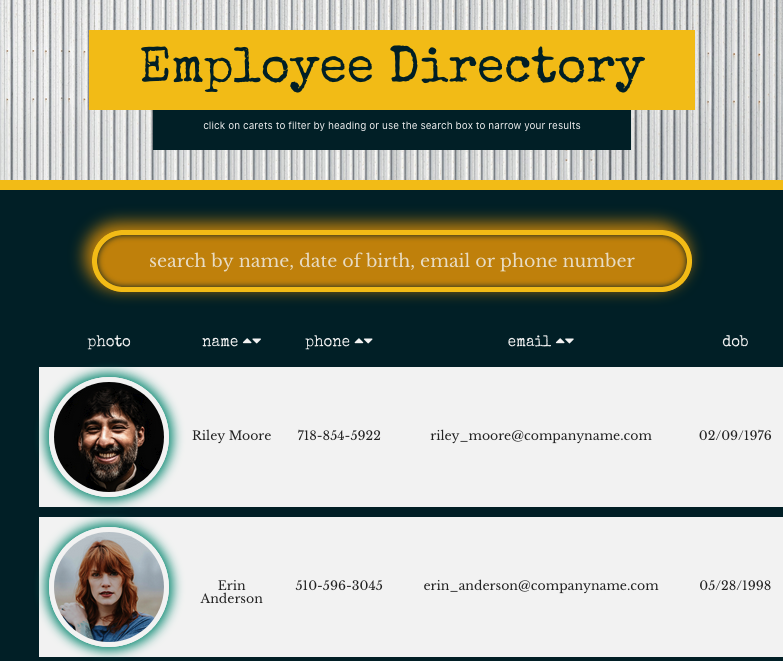 Employee Directory
click on carets to filter by heading or use the search box to narrow your results
search by name, date of birth, email or phone number
photo name phone email dob
Riley Moore 718-854-5922 riley_moore@companyname.com 02/09/1976
Erin 510-596-3045 erin_anderson@companyname.com 05/28/1998
Anderson